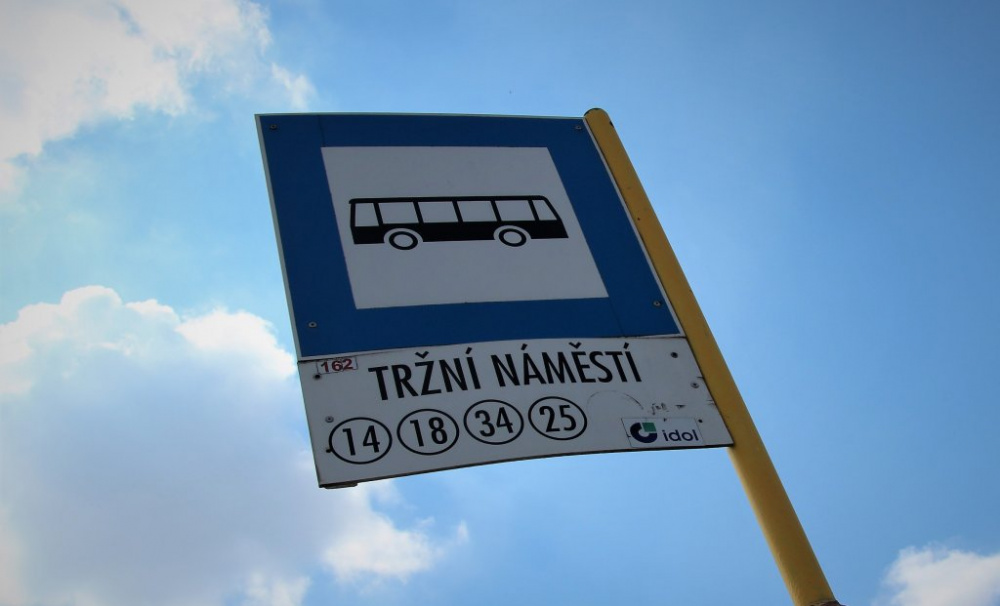 162
TRŽNÍ NÁMĚSTÍ
14 18 34 25
idol